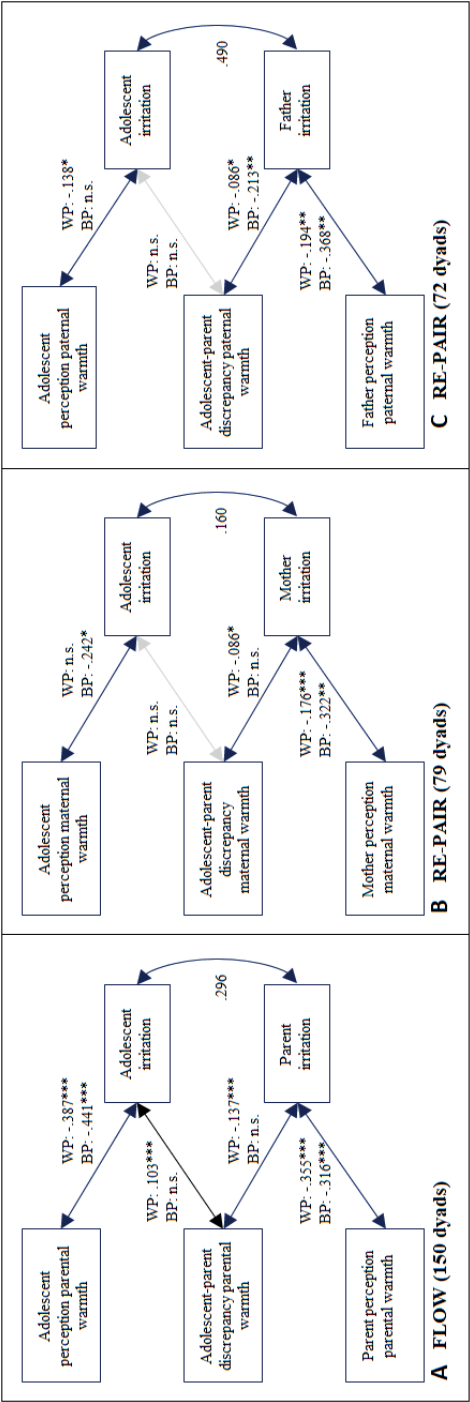 Adolescent
perception parental
warmth
WP: -.387***
BP: -.441***
Adolescent
irritation
WP: .103***
BP: n.s.
.296
Adolescent-parent
discrepancy parental
warmth
WP: -.137***
BP: n.s.
Parent
irritation
WP: -.355***
BP: -.316***
Parent perception
parental warmth
A FLOW (150 dyads)
Adolescent
perception maternal
warmth
WP: n.s.
BP: -.242*
Adolescent
irritation
WP: n.s.
BP: n.s.
.160
Adolescent-parent
discrepancy
maternal warmth
WP: -.086*
BP: n.s.
Mother
irritation
WP: -.176***
BP: -.322**
Mother perception
maternal warmth
B RE-PAIR (79 dyads)
Adolescent
perception paternal
warmth
WP: -.138*
BP: n.s.
Adolescent
irritation
WP: n.s.
BP: n.s.
.490
Adolescent-parent
discrepancy paternal
warmth
WP: -.086*
BP: -.213**
Father
irritation
WP: -.194**
BP: -.368**
Father perception
paternal warmth
C RE-PAIR (72 dyads)